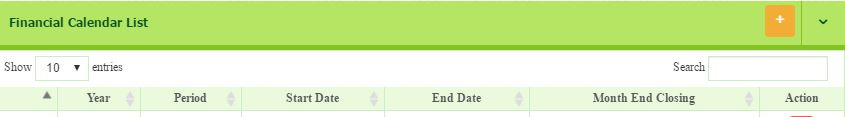 Financial Calendar List +
Show 10 entries Search
Year Period Start Date End Date Month End Closing Action